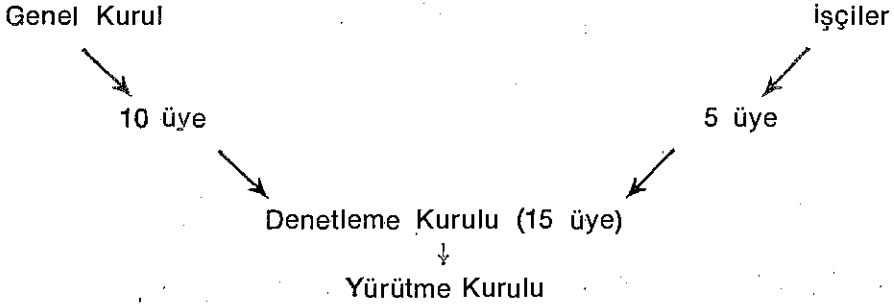 Genel Kurul İşçiler
10 üye 5 üye
Denetleme Kurulu (15 üye)
Yürütme Kurulu